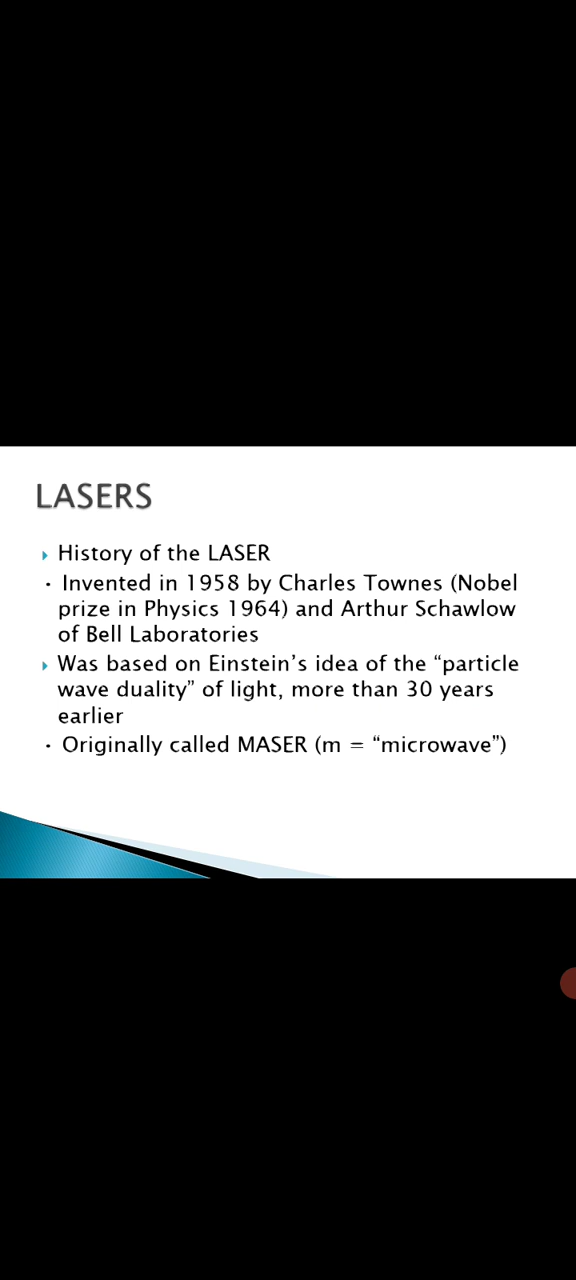 LASERS
History of the LASER
• Invented in 1958 by Charles Townes (Nobel
prize in Physics 1964) and Arthur Schawlow
of Bell Laboratories
Was based on Einstein’s idea of the “particle
wave duality” of light, more than 30 years
earlier
• Originally called MASER (m = “microwave”)